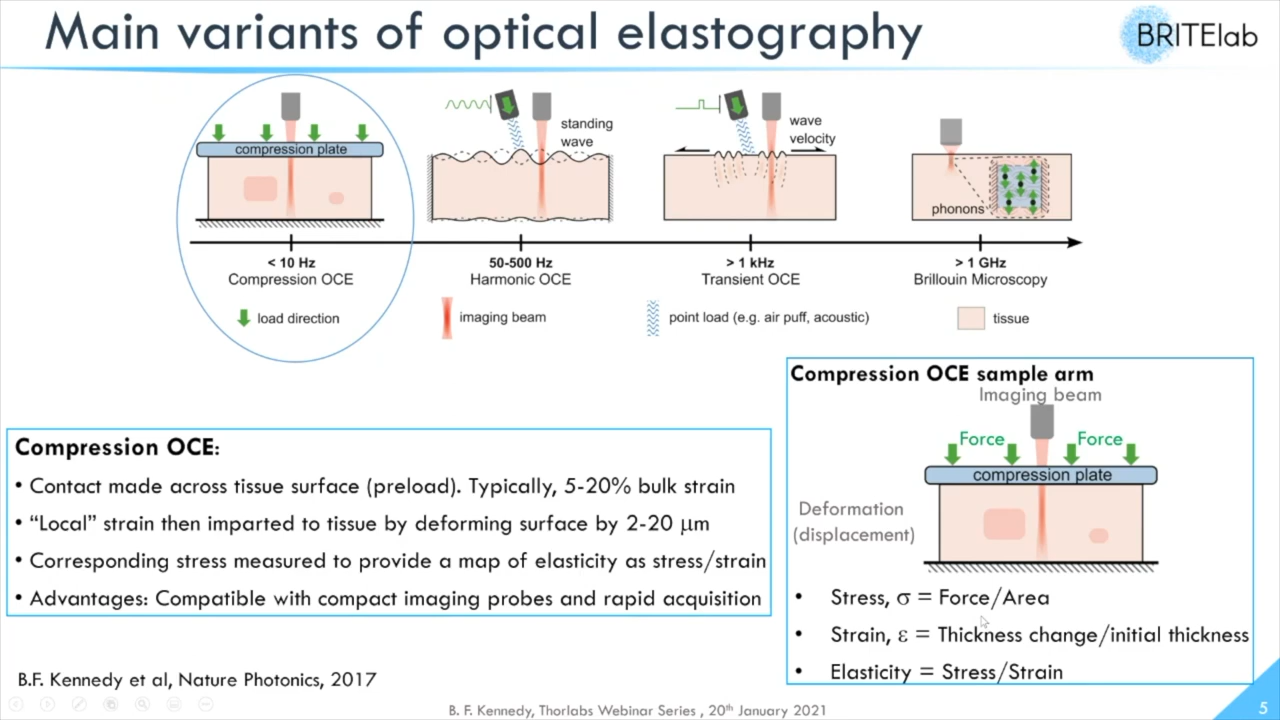 Main variants of optical elastography
BRITElab
compression plate
standing
wave
wave
velocity
phonons
< 10 Hz
Compression OCE
50-500 Hz
Harmonic OCE
> 1 kHz
Transient OCE
> 1 GHz
Brillouin Microscopy
load direction
imaging beam
point load (e.g. air puff, acoustic)
tissue
Compression OCE:
• Contact made across tissue surface (preload). Typically, 5-20% bulk strain
• “Local” strain then imparted to tissue by deforming surface by 2-20 μm
• Corresponding stress measured to provide a map of elasticity as stress/strain
• Advantages: Compatible with compact imaging probes and rapid acquisition
Compression OCE sample arm
Imaging beam
Force Force
compression plate
Deformation
(displacement)
• Stress, σ = Force/Area
• Strain, ε = Thickness change/initial thickness
• Elasticity = Stress/Strain
B.F. Kennedy et al, Nature Photonics, 2017
B. F. Kennedy, Thorlabs Webinar Series , 20th January 2021
5